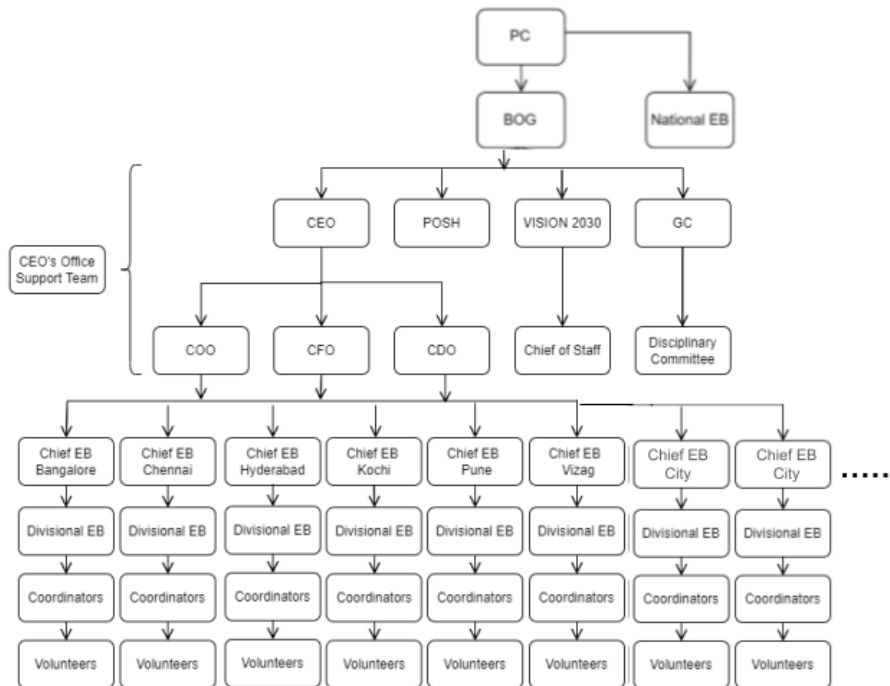 PC
BOG
National EB
CEO
POSH
VISION 2030
GC
CEO's Office
Support Team
COO
CFO
CDO
Chief of Staff
Disciplinary
Committee
Chief EB
Bangalore
Chief EB
Chennai
Chief EB
Hyderabad
Chief EB
Kochi
Chief EB
Pune
Chief EB
Vizag
Chief EB
City
Chief EB
City
.....
Divisional EB
Divisional EB
Divisional EB
Divisional EB
Divisional EB
Divisional EB
Divisional EB
Divisional EB
Coordinators
Coordinators
Coordinators
Coordinators
Coordinators
Coordinators
Coordinators
Coordinators
Volunteers
Volunteers
Volunteers
Volunteers
Volunteers
Volunteers
Volunteers
Volunteers